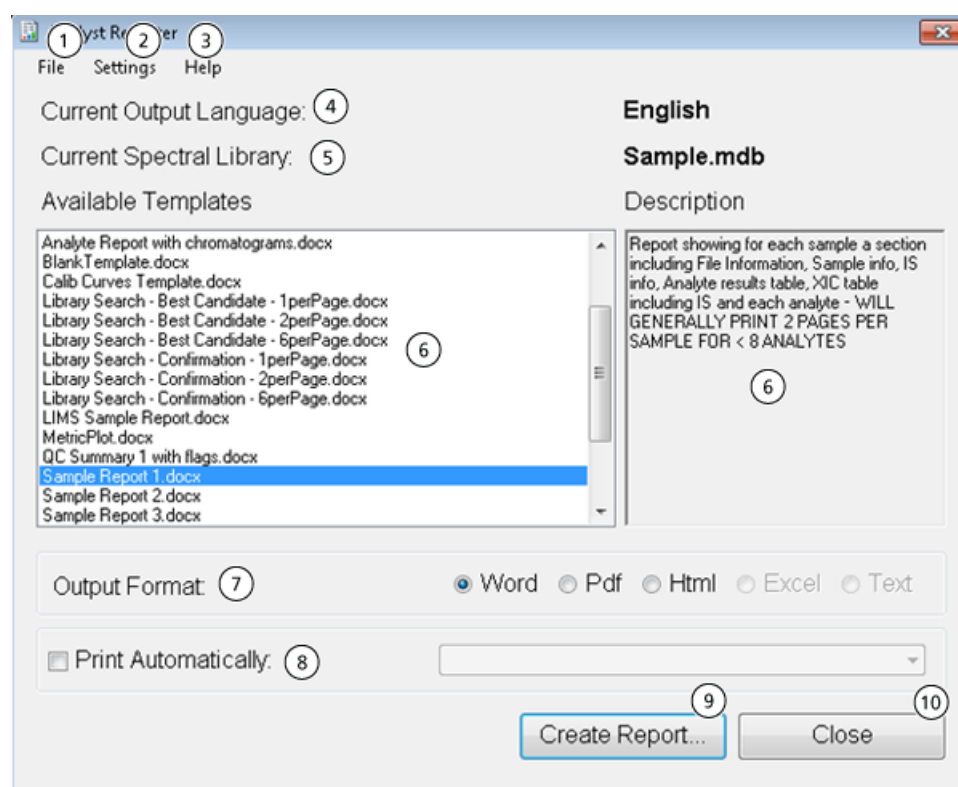 1 2 3
File Settings Help
Current Output Language: 4 English
Current Spectral Library: 5 Sample.mdb
Available Templates Description
Analyte Report with chromatograms.docx
BlankTemplate.docx
Calib Curves Template.docx
Library Search - Best Candidate - 1perPage.docx
Library Search - Best Candidate - 2perPage.docx
Library Search - Best Candidate - 6perPage.docx
Library Search - Confirmation - 1perPage.docx
Library Search - Confirmation - 2perPage.docx
Library Search - Confirmation - 6perPage.docx
LIMS Sample Report.docx
MetricPlot.docx
QC Summary 1 with flags.docx
Sample Report 1.docx
Sample Report 2.docx
Sample Report 3.docx
6
Report showing for each sample a section
including File Information, Sample info, IS
info, Analyte results table, XIC table
including IS and each analyte - WILL
GENERALLY PRINT 2 PAGES PER
SAMPLE FOR < 8 ANALYTES
6
Output Format: 7 Word Pdf Html Excel Text
Print Automatically: 8
9 10
Create Report... Close